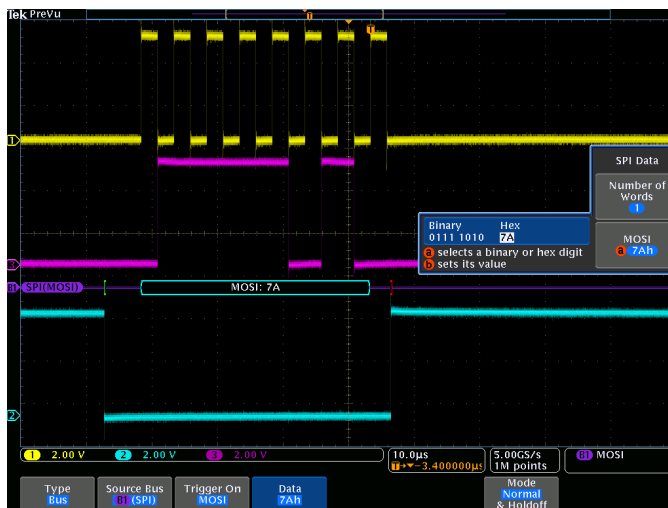 Tek PreVu
T
T
1
SPI Data
Number of
Words
1
Binary Hex
0111 1010 7A
a selects a binary or hex digit
b sets its value
MOSI
a 7Ah
3
B1 SPI(MOSI) MOSI: 7A
2
1 2.00 V 2 2.00 V 3 2.00 V
10.0µs
T→▼-3.400000µs
5.00GS/s
1M points
B1 MOSI
Type
Bus
Source Bus
B1 (SPI)
Trigger On
MOSI
Data
7Ah
Mode
Normal
& Holdoff